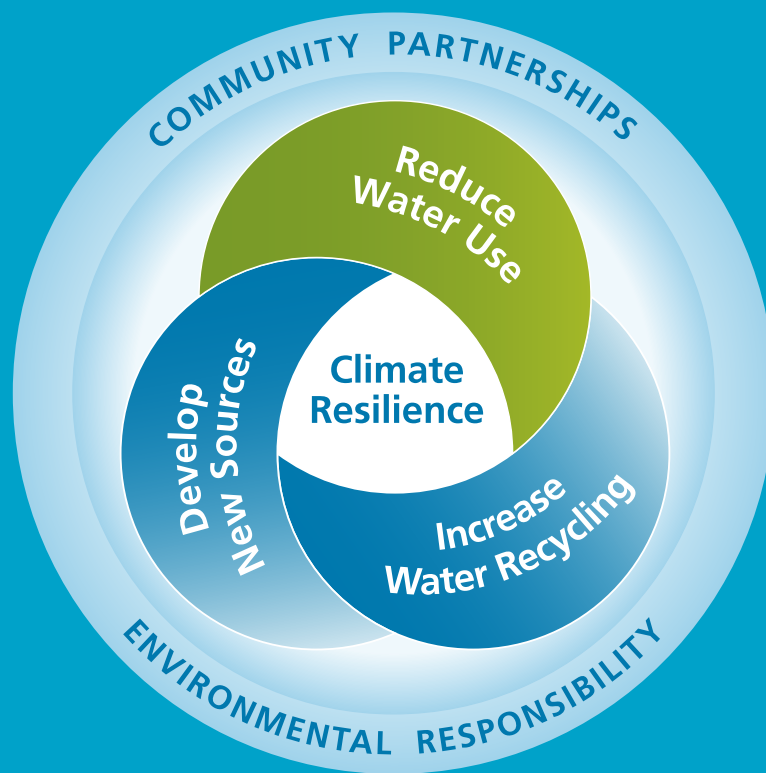 COMMUNITY PARTNERSHIPS
Reduce
Water Use
Climate
Resilience
Develop
New Sources
Increase
Water Recycling
ENVIRONMENTAL RESPONSIBILITY